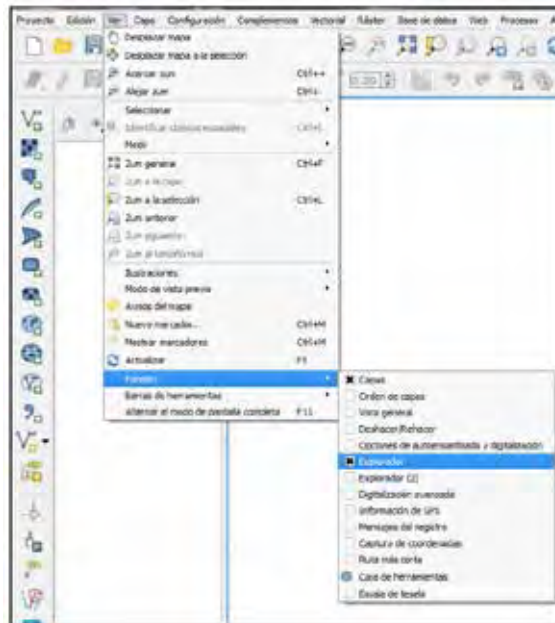 Proyecto Edición Ver Capa Configuración Complementos Vectorial Ráster Base de datos Web Procesos
Desplazar mapa
Desplazar mapa a la selección
Acercar zum Ctrl++
Alejar zum Ctrl+-
Seleccionar
Identificar objetos espaciales
Medir
Zum general
Zum a la capa
Zum a la selección
Zum anterior
Zum siguiente
Ilustraciones
Modo de vista previa
Avisos del mapa
Nuevo marcador... Ctrl+M
Mostrar marcadores
Actualizar F5
Paneles
Barras de herramientas
Alternar el modo de pantalla completa F11
Capas
Orden de capas
Vista general
Deshacer/Rehacer
Opciones de autoensamblado y digitalización
Explorador
Explorador (2)
Digitalización avanzada
Información de GPS
Mensajes del registro
Captura de coordenadas
Ruta más corta
Caja de herramientas
Escala de tesela